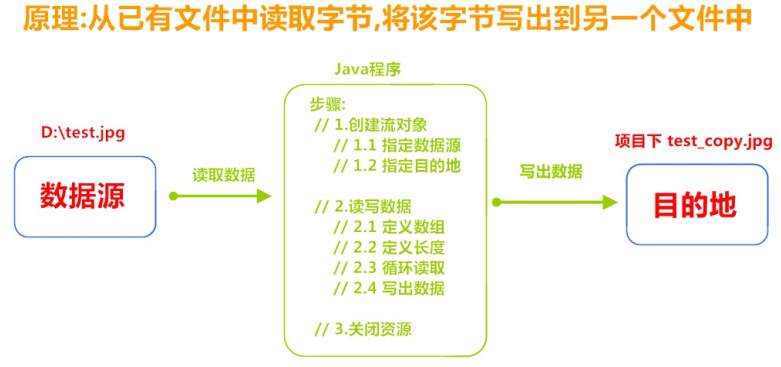 原理:从已有文件中读取字节,将该字节写出到另一个文件中
Java程序
D:\test.jpg
数据源
读取数据
步骤:
// 1.创建流对象
// 1.1 指定数据源
// 1.2 指定目的地
// 2.读写数据
// 2.1 定义数组
// 2.2 定义长度
// 2.3 循环读取
// 2.4 写出数据
// 3.关闭资源
写出数据
项目下 test_copy.jpg
目的地